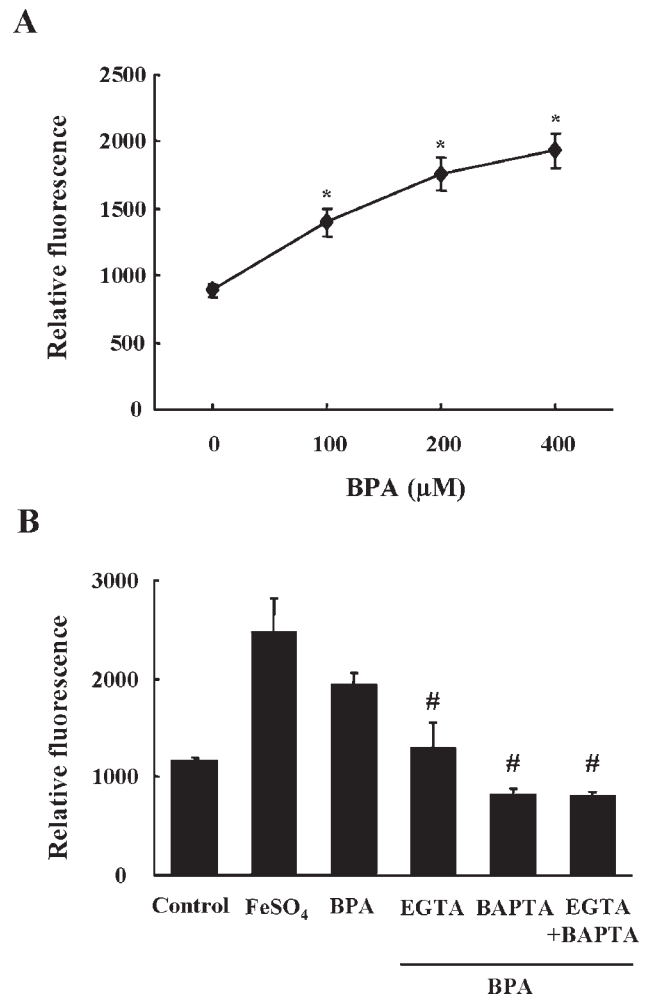 A
Relative fluorescence
2500
2000
1500
1000
500
0
*
*
*
0 100 200 400
BPA (μM)
B
Relative fluorescence
3000
2000
1000
0
#
#
#
Control FeSO₄ BPA EGTA BAPTA EGTA
+BAPTA
BPA